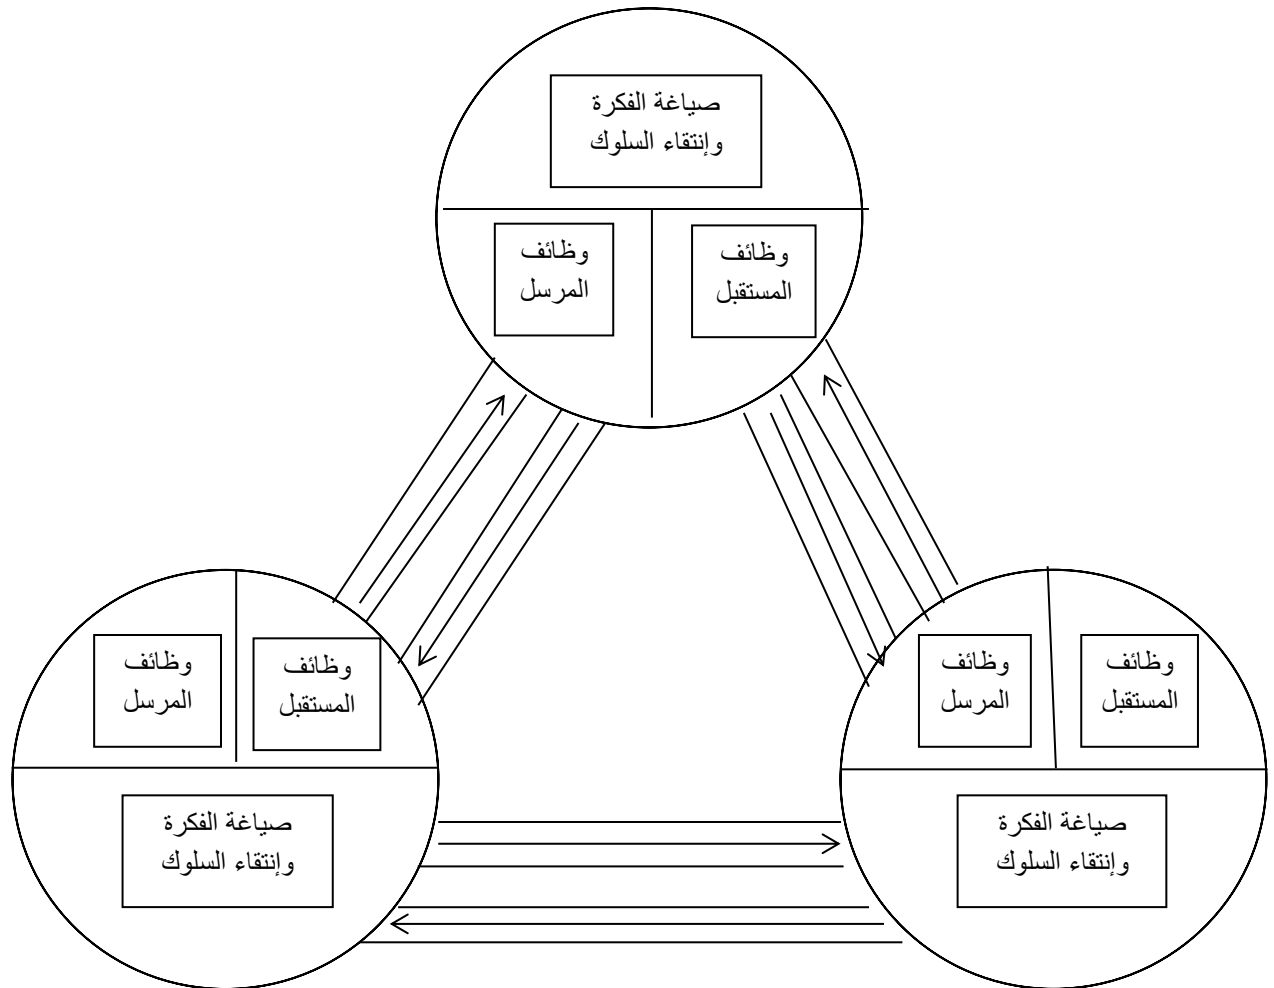 صياغة الفكرة
وإنتقاء السلوك
وظائف
المستقبل
وظائف
المرسل
وظائف
المستقبل
وظائف
المرسل
صياغة الفكرة
وإنتقاء السلوك
وظائف
المستقبل
وظائف
المرسل
صياغة الفكرة
وإنتقاء السلوك